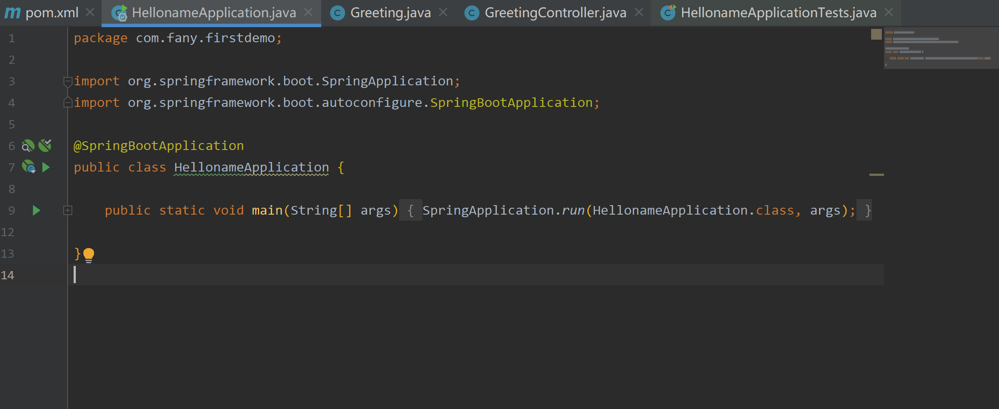 m pom.xml HellonameApplication.java Greeting.java GreetingController.java HellonameApplicationTests.java
1 package com.fany.firstdemo;
2
3 import org.springframework.boot.SpringApplication;
4 import org.springframework.boot.autoconfigure.SpringBootApplication;
5
6 @SpringBootApplication
7 public class HellonameApplication {
8
9 public static void main(String[] args) { SpringApplication.run(HellonameApplication.class, args); }
12
13 }
14